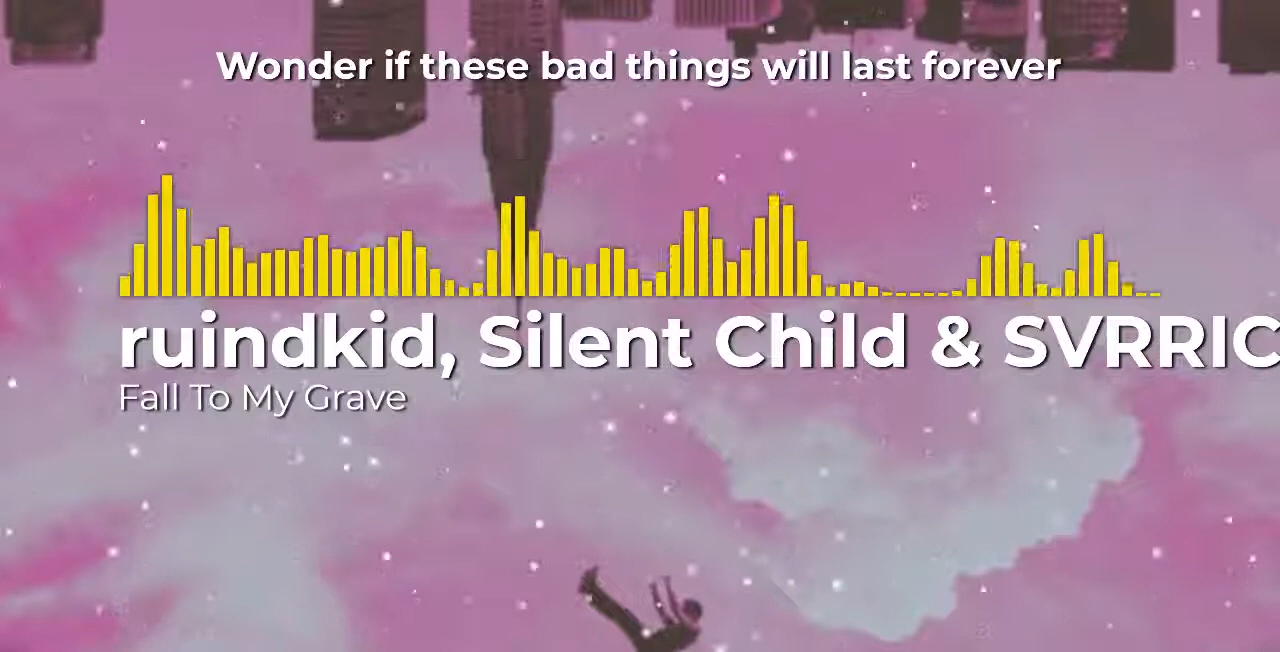 Wonder if these bad things will last forever
ruindkid, Silent Child & SVRRIC
Fall To My Grave